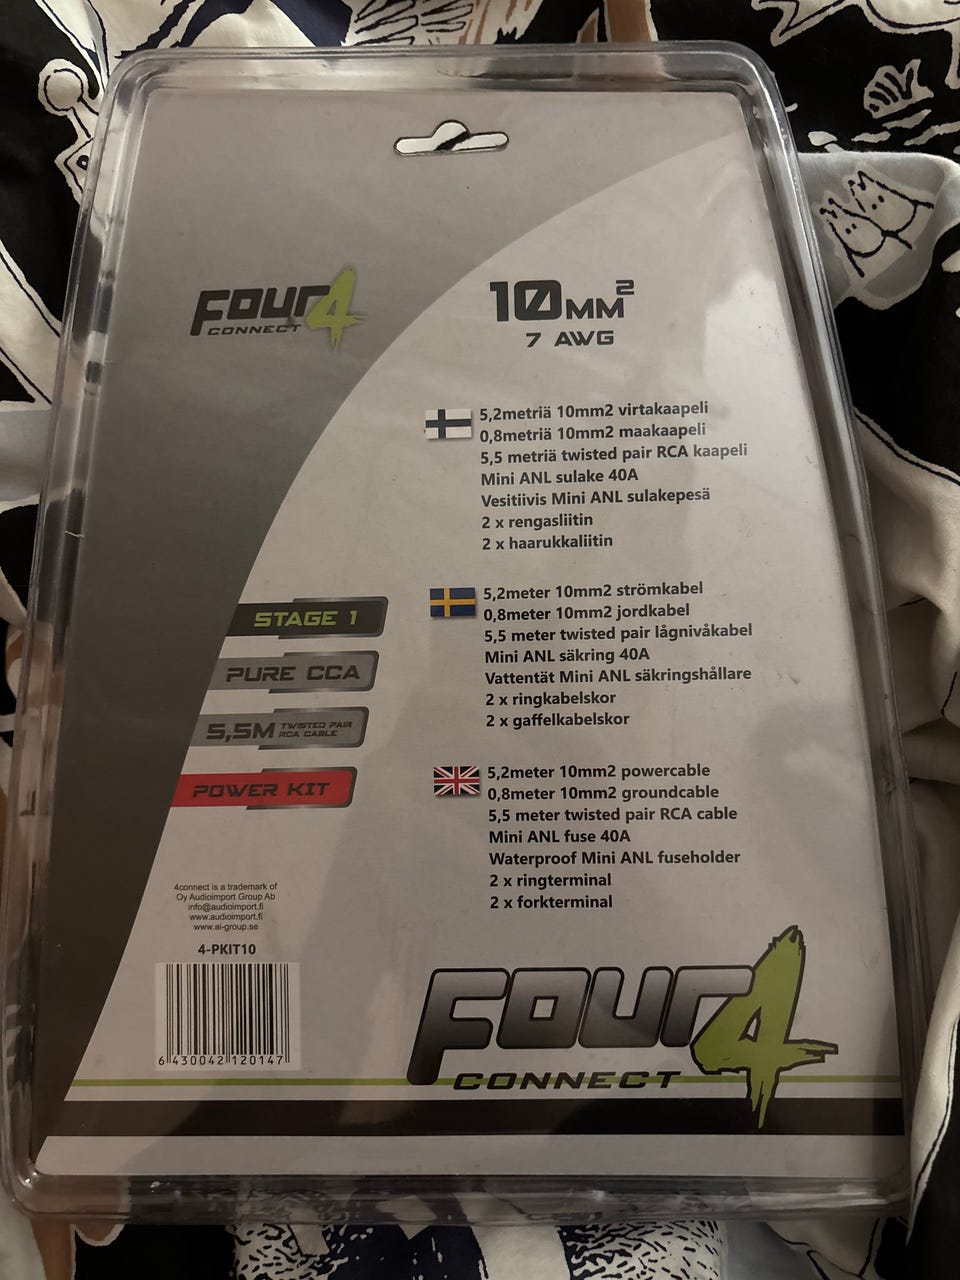 FOUR4
CONNECT
10MM²
7 AWG
5,2metriä 10mm2 virtakaapeli
0,8metriä 10mm2 maakaapeli
5,5 metriä twisted pair RCA kaapeli
Mini ANL sulake 40A
Vesitiivis Mini ANL sulakepesä
2 x rengasliitin
2 x haarukkaliitin
5,2meter 10mm2 strömkabel
0,8meter 10mm2 jordkabel
5,5 meter twisted pair lågnivåkabel
Mini ANL säkring 40A
Vattentät Mini ANL säkringshållare
2 x ringkabelskor
2 x gaffelkabelskor
STAGE 1
PURE CCA
5,5M TWISTED PAIR
RCA CABLE
POWER KIT
5,2meter 10mm2 powercable
0,8meter 10mm2 groundcable
5,5 meter twisted pair RCA cable
Mini ANL fuse 40A
Waterproof Mini ANL fuseholder
2 x ringterminal
2 x forkterminal
4connect is a trademark of
Oy Audioimport Group Ab
info@audioimport.fi
www.audioimport.fi
www.ai-group.se
4-PKIT10
6 430042 120147
FOUR4
CONNECT